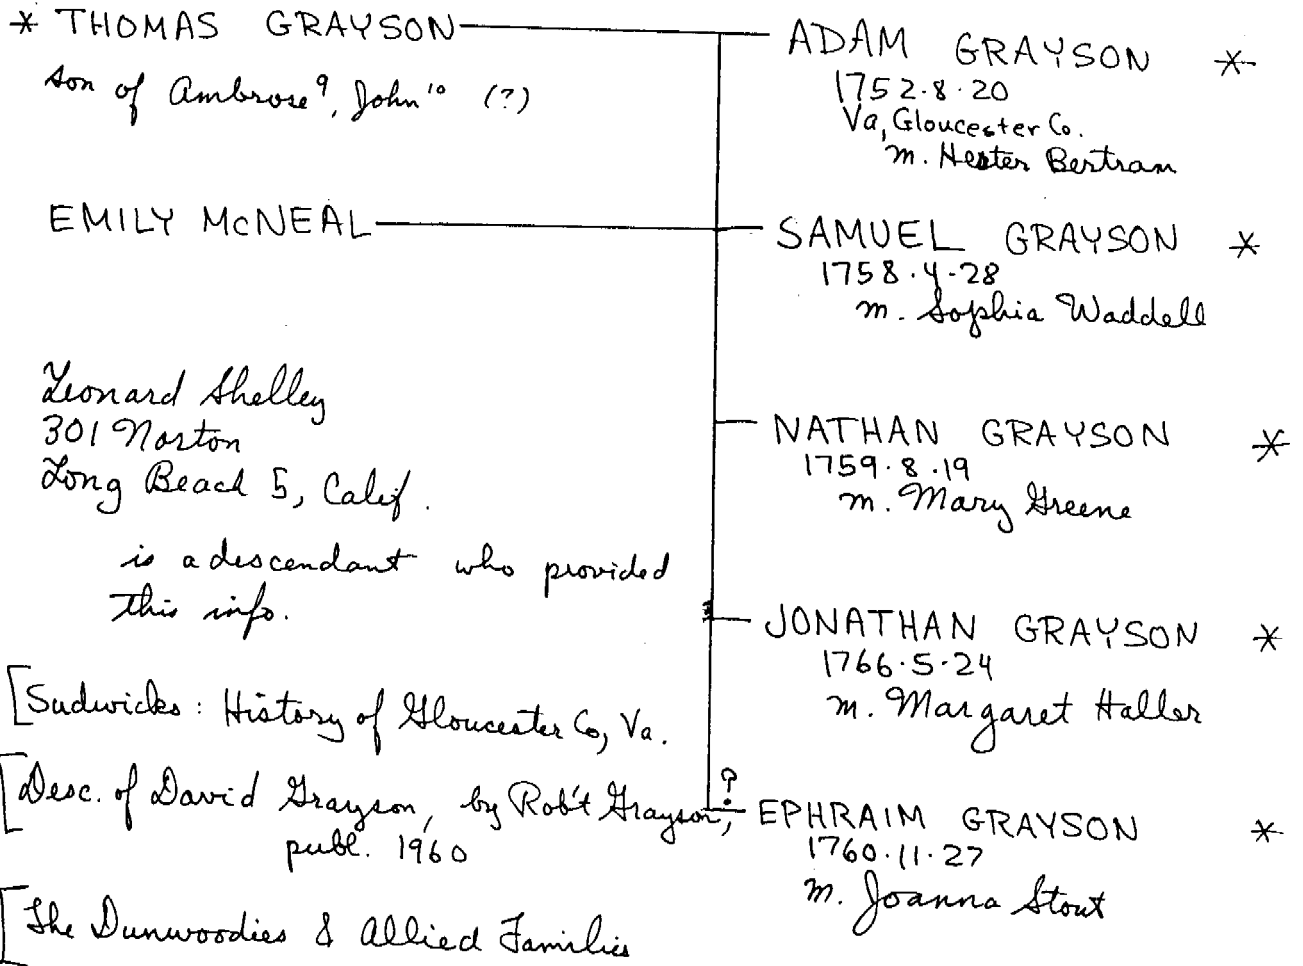 * THOMAS GRAYSON
son of Ambrose⁹, John¹⁰ (?)
EMILY McNEAL
ADAM GRAYSON *
1752.8.20
Va, Gloucester Co.
m. Hester Bertram
SAMUEL GRAYSON *
1758.4-28
m. Sophia Waddell
NATHAN GRAYSON *
1759.8.19
m. Mary Greene
JONATHAN GRAYSON *
1766.5-24
m. Margaret Haller
? EPHRAIM GRAYSON *
1760.11.27
m. Joanna Stout
Leonard Shelley
301 Norton
Long Beach 5, Calif.
is a descendant who provided
this info.
[Sudwicks: History of Gloucester Co, Va.
[Desc. of David Grayson, by Rob't Grayson,
publ. 1960
[The Dunwoodies & Allied Families